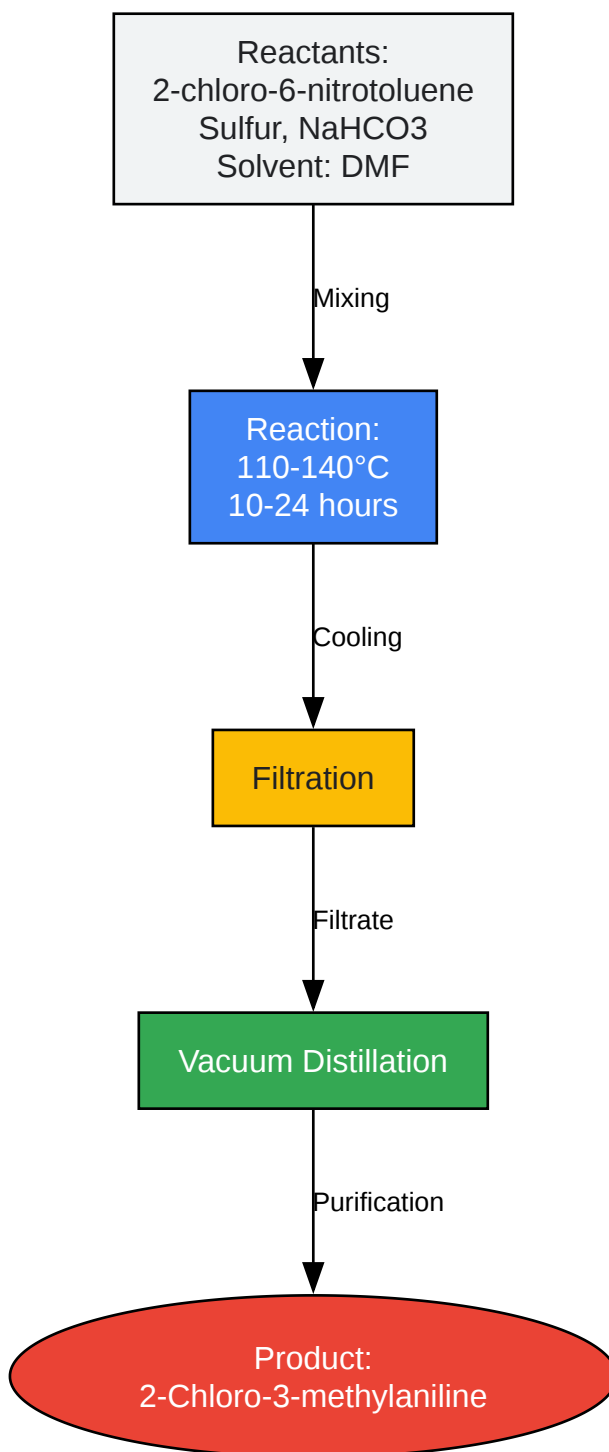 Reactants:
2-chloro-6-nitrotoluene
Sulfur, NaHCO3
Solvent: DMF
Mixing
Reaction:
110-140°C
10-24 hours
Cooling
Filtration
Filtrate
Vacuum Distillation
Purification
Product:
2-Chloro-3-methylaniline